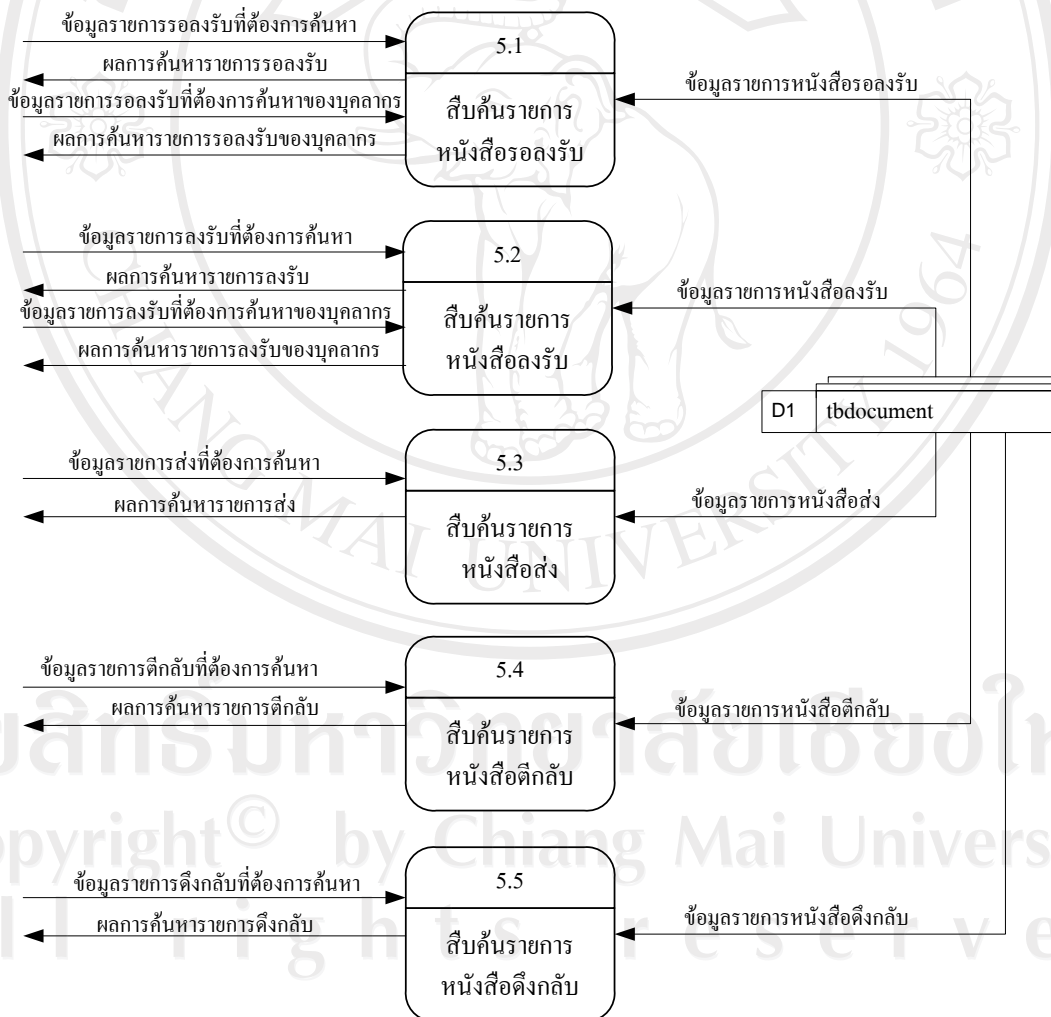 ข้อมูลรายการรอลงรับที่ต้องการค้นหา
ผลการค้นหารายการรอลงรับ
ข้อมูลรายการรอลงรับที่ต้องการค้นหาของบุคลากร
ผลการค้นหารายการรอลงรับของบุคลากร
5.1
สืบค้นรายการ
หนังสือรอลงรับ
ข้อมูลรายการหนังสือรอลงรับ
ข้อมูลรายการลงรับที่ต้องการค้นหา
ผลการค้นหารายการลงรับ
ข้อมูลรายการลงรับที่ต้องการค้นหาของบุคลากร
ผลการค้นหารายการลงรับของบุคลากร
5.2
สืบค้นรายการ
หนังสือลงรับ
ข้อมูลรายการหนังสือลงรับ
D1 tbdocument
ข้อมูลรายการส่งที่ต้องการค้นหา
ผลการค้นหารายการส่ง
5.3
สืบค้นรายการ
หนังสือส่ง
ข้อมูลรายการหนังสือส่ง
ข้อมูลรายการตีกลับที่ต้องการค้นหา
ผลการค้นหารายการตีกลับ
5.4
สืบค้นรายการ
หนังสือตีกลับ
ข้อมูลรายการหนังสือตีกลับ
ข้อมูลรายการดึงกลับที่ต้องการค้นหา
ผลการค้นหารายการดึงกลับ
5.5
สืบค้นรายการ
หนังสือดึงกลับ
ข้อมูลรายการหนังสือดึงกลับ
CHIANG MAI UNIVERSITY 1964
by Chiang Mai
rights